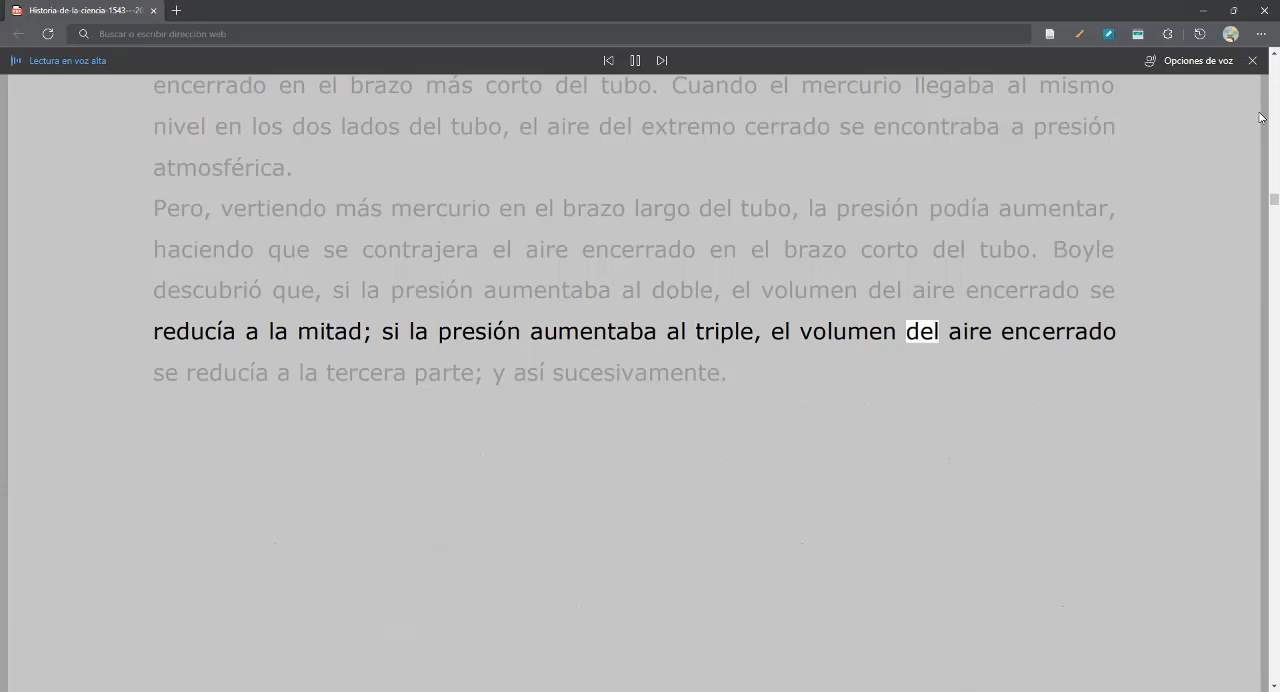 Historia-de-la-ciencia-1543---20
Buscar o escribir dirección web
Lectura en voz alta
Opciones de voz
encerrado en el brazo más corto del tubo. Cuando el mercurio llegaba al mismo
nivel en los dos lados del tubo, el aire del extremo cerrado se encontraba a presión
atmosférica.
Pero, vertiendo más mercurio en el brazo largo del tubo, la presión podía aumentar,
haciendo que se contrajera el aire encerrado en el brazo corto del tubo. Boyle
descubrió que, si la presión aumentaba al doble, el volumen del aire encerrado se
reducía a la mitad; si la presión aumentaba al triple, el volumen del aire encerrado
se reducía a la tercera parte; y así sucesivamente.